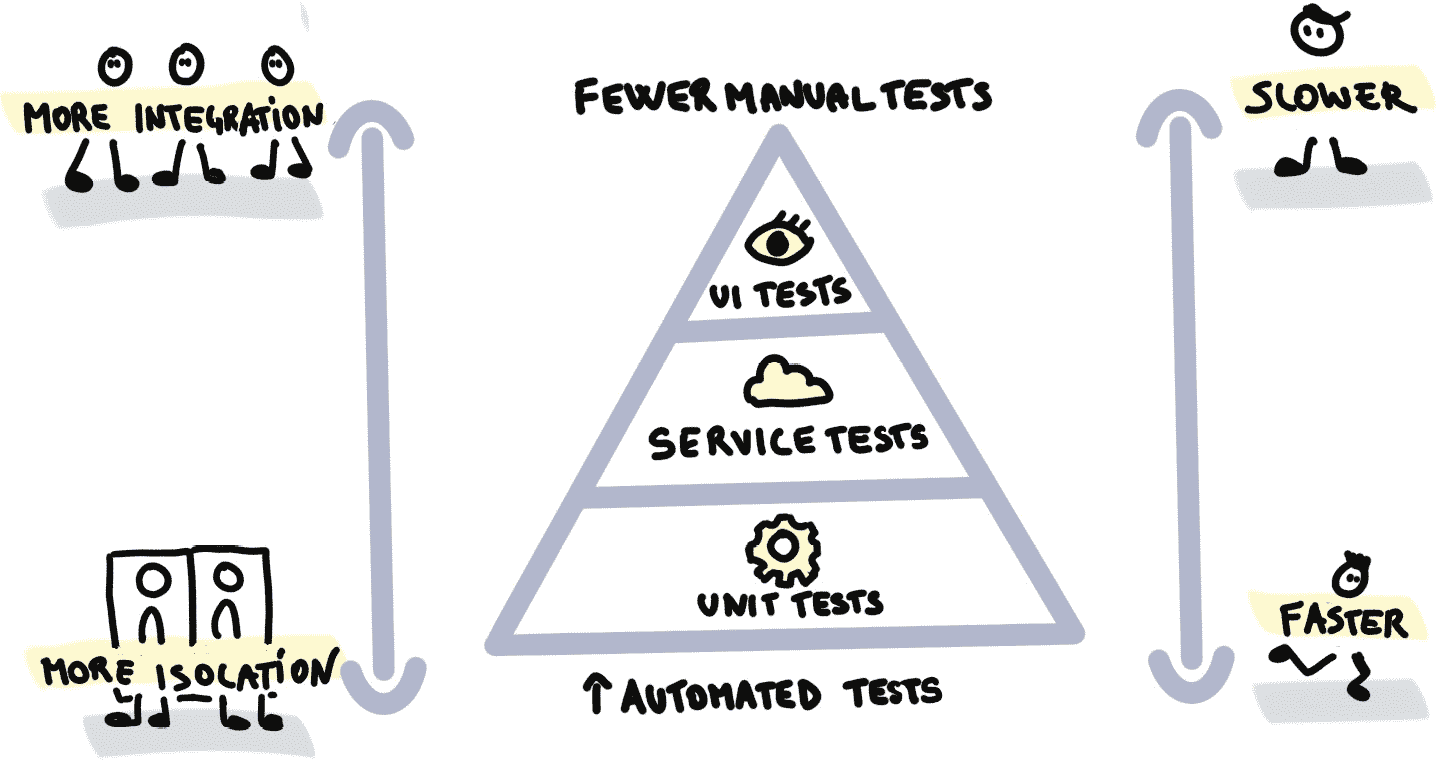 MORE INTEGRATION
FEWER MANUAL TESTS
SLOWER
UI TESTS
SERVICE TESTS
UNIT TESTS
MORE ISOLATION
↑ AUTOMATED TESTS
FASTER